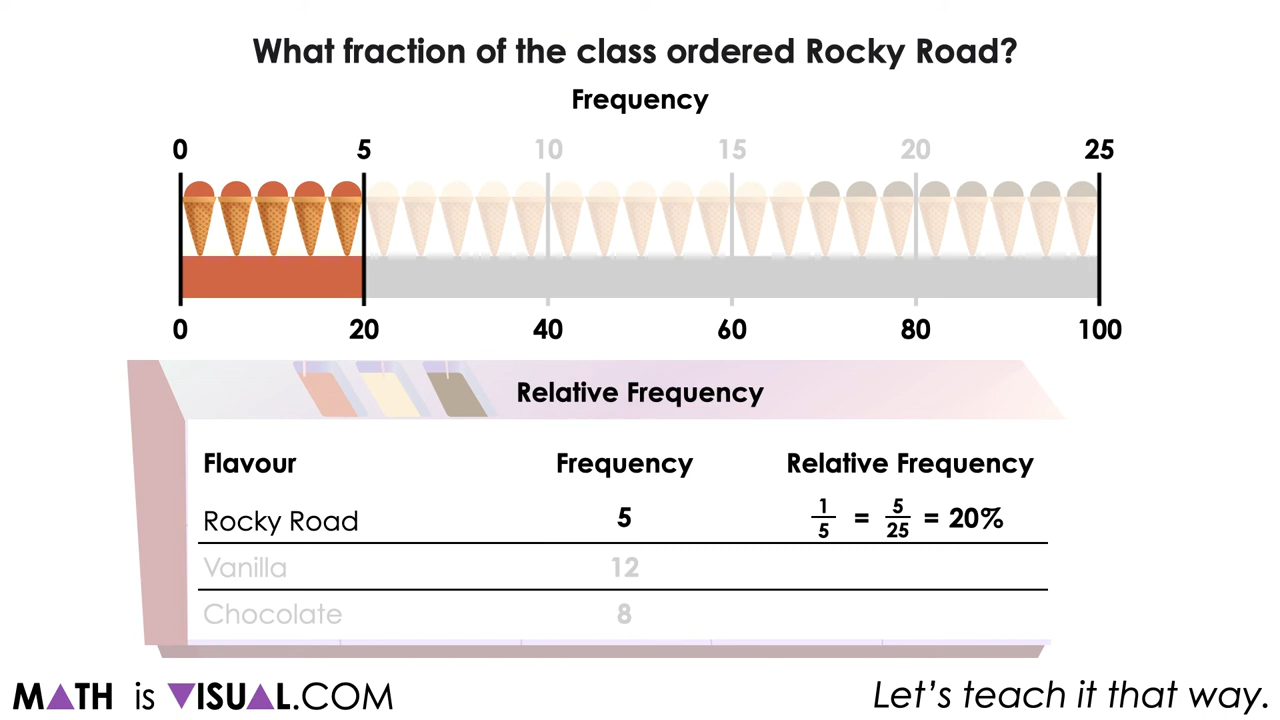 What fraction of the class ordered Rocky Road?
Frequency
0 5 10 15 20 25
0 20 40 60 80 100
Relative Frequency
Flavour Frequency Relative Frequency
Rocky Road 5 1/5 = 5/25 = 20%
Vanilla 12
Chocolate 8
MATH is VISUAL.COM Let's teach it that way.